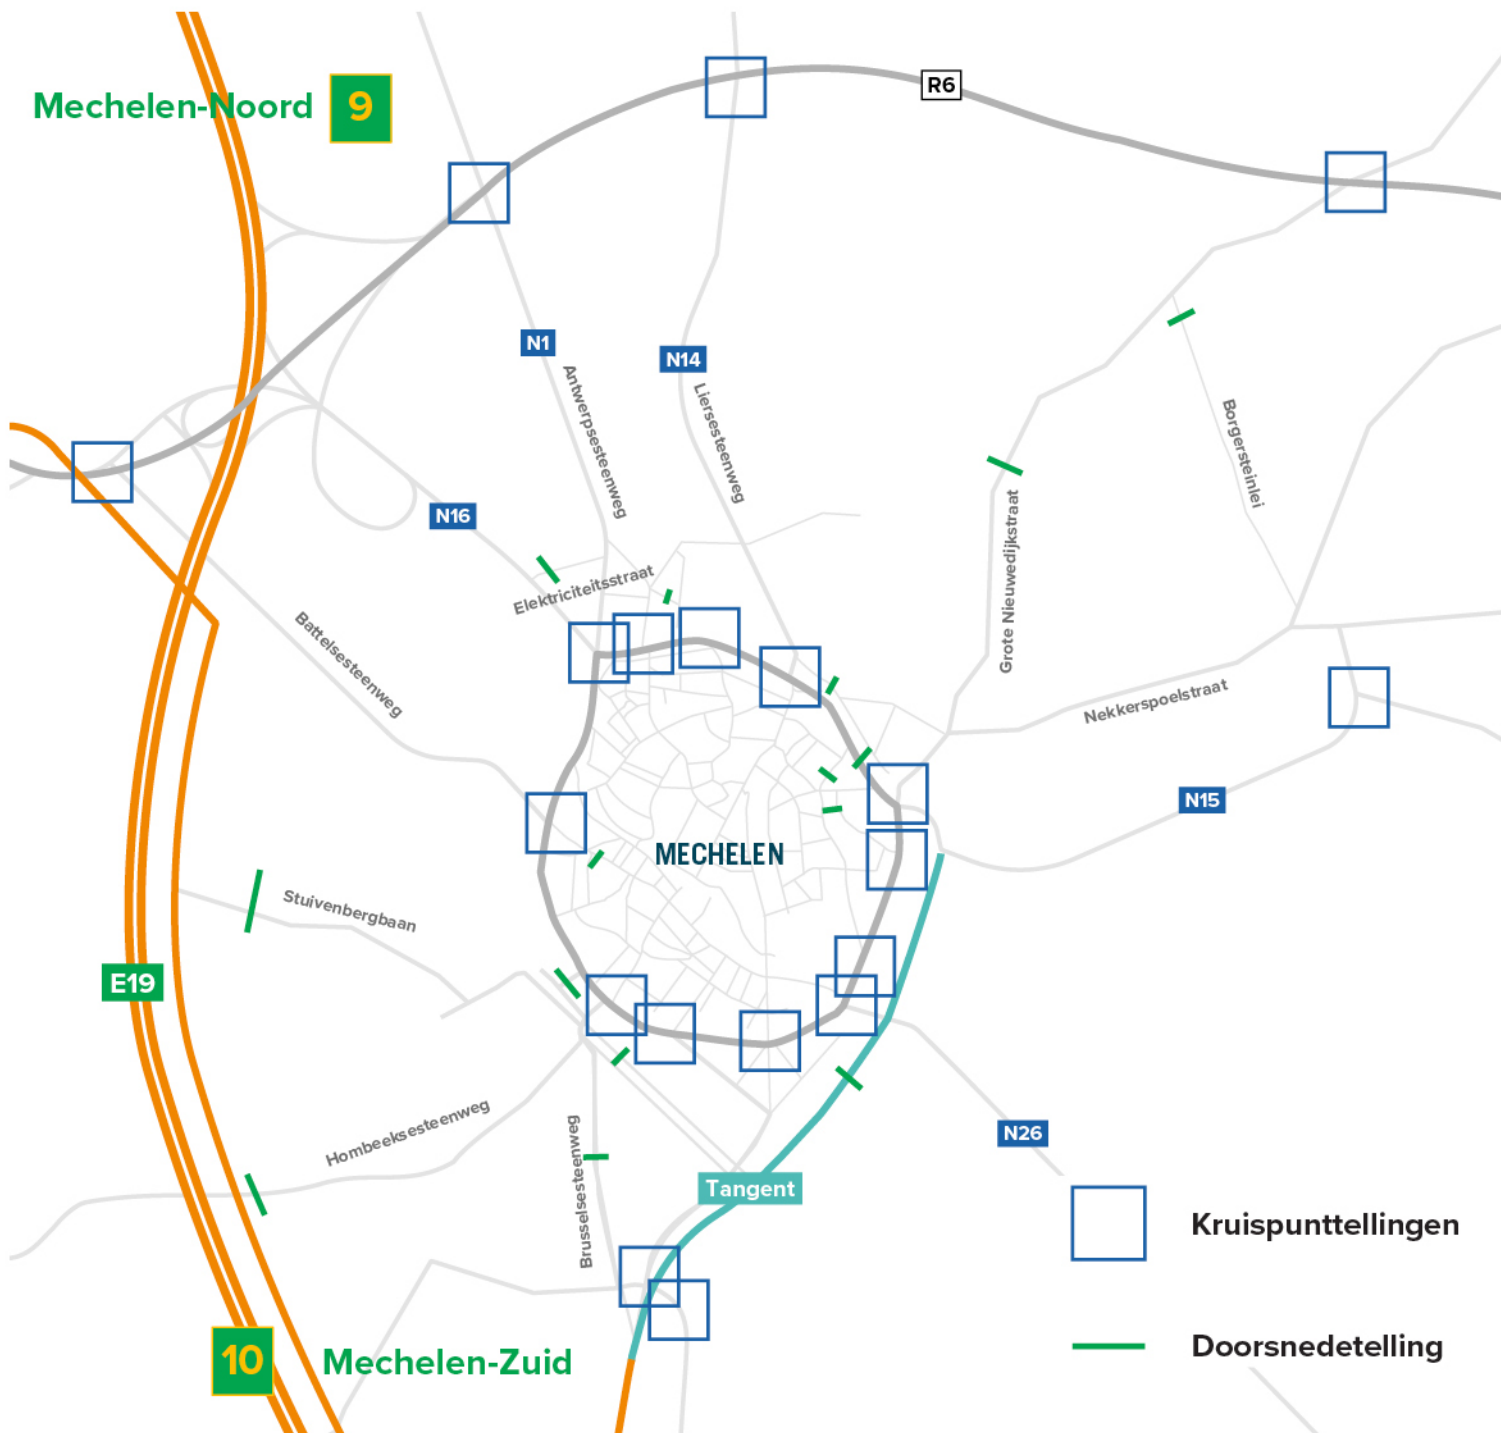 R6
Mechelen-Noord 9
N1
N14
Antwerpsesteenweg
Liersesteenweg
Borgersteinlei
N16
Grote Nieuwedijkstraat
Elektriciteitsstraat
Battelsesteenweg
Nekkerspoelstraat
N15
MECHELEN
Stuivenbergbaan
E19
Hombeeksesteenweg
Brusselsesteenweg
N26
Tangent
Kruispunttellingen
Doorsnedetelling
10 Mechelen-Zuid